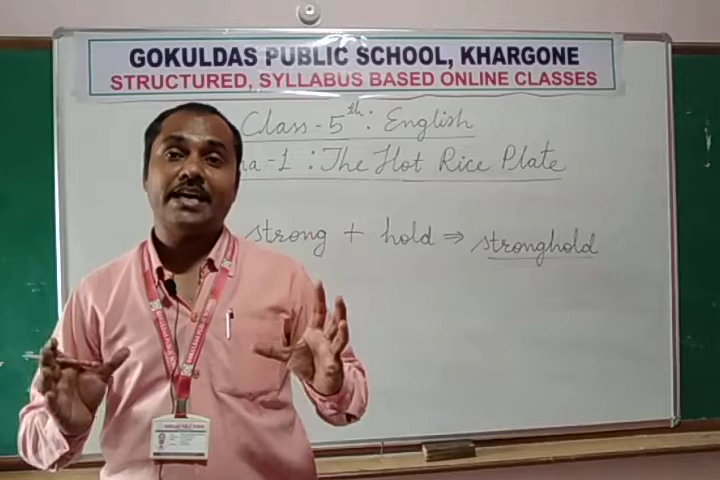 GOKULDAS PUBLIC SCHOOL, KHARGONE
STRUCTURED, SYLLABUS BASED ONLINE CLASSES
Class-5th: English
-1 : The Hot Rice Plate
strong + hold ⇒ stronghold